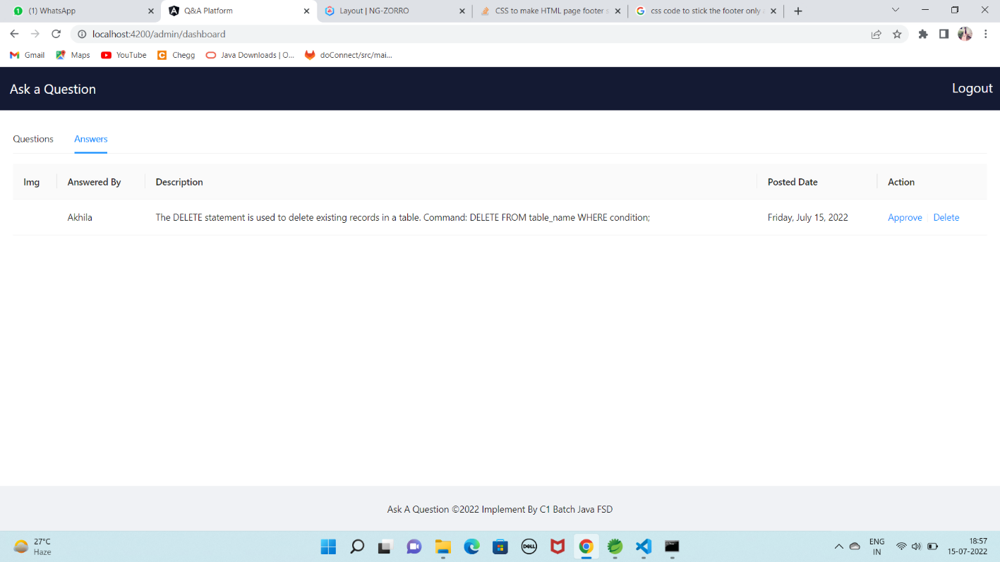 (1) WhatsApp
Q&A Platform
Layout | NG-ZORRO
CSS to make HTML page footer s
css code to stick the footer only
localhost:4200/admin/dashboard
Gmail
Maps
YouTube
Chegg
Java Downloads | O...
doConnect/src/mai...
Ask a Question
Logout
Questions
Answers
Img
Answered By
Description
Posted Date
Action
Akhila
The DELETE statement is used to delete existing records in a table. Command: DELETE FROM table_name WHERE condition;
Friday, July 15, 2022
Approve
Delete
Ask A Question ©2022 Implement By C1 Batch Java FSD
27°C
Haze
DELL
ENG
IN
18:57
15-07-2022